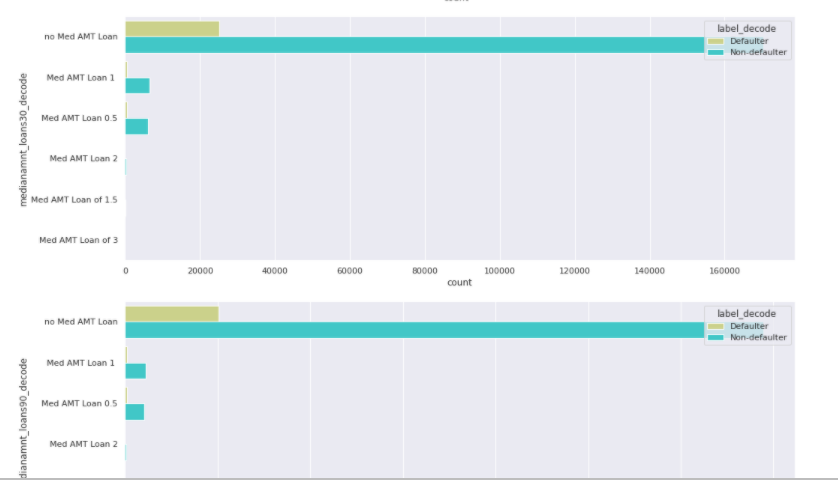 count
label_decode
no Med AMT Loan
Defaulter
Non-defaulter
Med AMT Loan 1
Med AMT Loan 0.5
Med AMT Loan 2
Med AMT Loan of 1.5
Med AMT Loan of 3
medianamnt_loans30_decode
0 20000 40000 60000 80000 100000 120000 140000 160000
count
label_decode
no Med AMT Loan
Defaulter
Non-defaulter
Med AMT Loan 1
Med AMT Loan 0.5
Med AMT Loan 2
dianamnt_loans90_decode